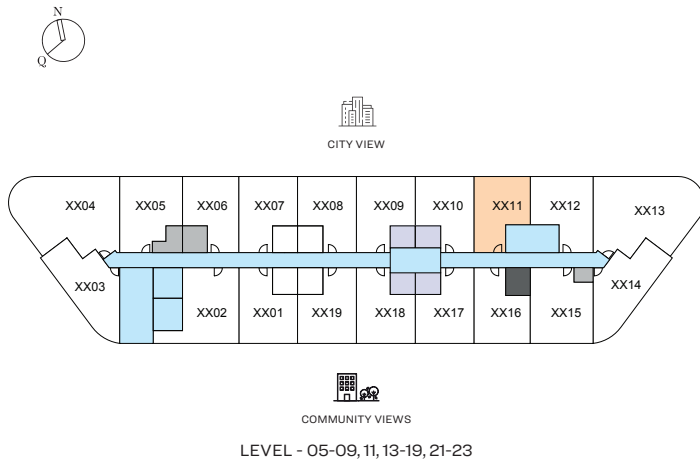 N
Q
CITY VIEW
XX04 XX05 XX06 XX07 XX08 XX09 XX10 XX11 XX12 XX13
XX03 XX14
XX02 XX01 XX19 XX18 XX17 XX16 XX15
COMMUNITY VIEWS
LEVEL - 05-09, 11, 13-19, 21-23